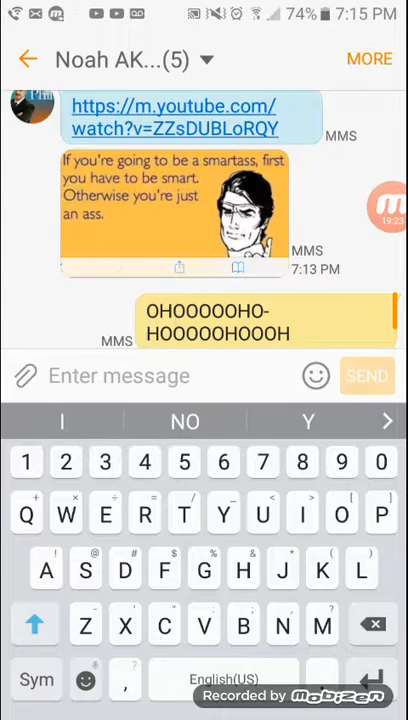 74% 7:15 PM
Noah AK...(5) MORE
https://m.youtube.com/
watch?v=ZZsDUBLoRQY
MMS
If you're going to be a smartass, first
you have to be smart.
Otherwise you're just
an ass.
MMS
7:13 PM
19:23
OHOOOOOHO-
HOOOOOHOOOH
MMS
Enter message SEND
I NO Y
1 2 3 4 5 6 7 8 9 0
Q W E R T Y U I O P
A S D F G H J K L
Z X C V B N M
Sym , English(US) .
Recorded by Mobizen